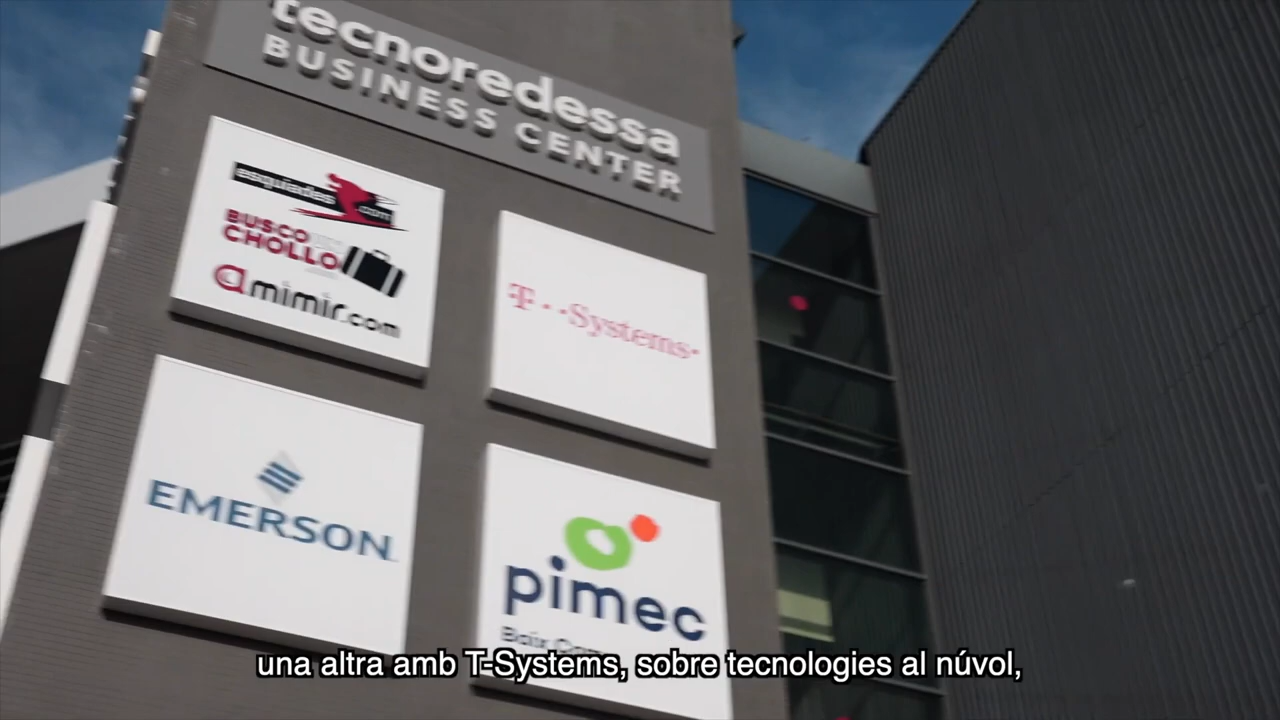 tecnoredessa
BUSINESS CENTER
esquiades
.com
BUSCO
CHOLLO
amimir.com
T··Systems·
EMERSON
pimec
Baix
una altra amb T-Systems, sobre tecnologies al núvol,